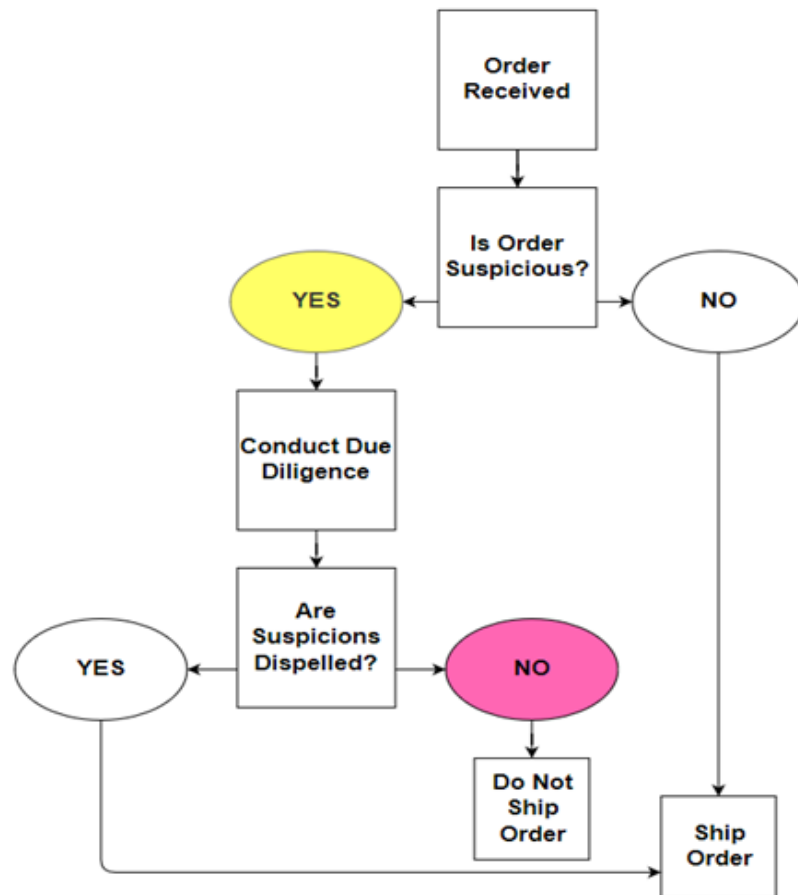 Order
Received
Is Order
Suspicious?
YES
NO
Conduct Due
Diligence
Are
Suspicions
Dispelled?
YES
NO
Do Not
Ship
Order
Ship
Order